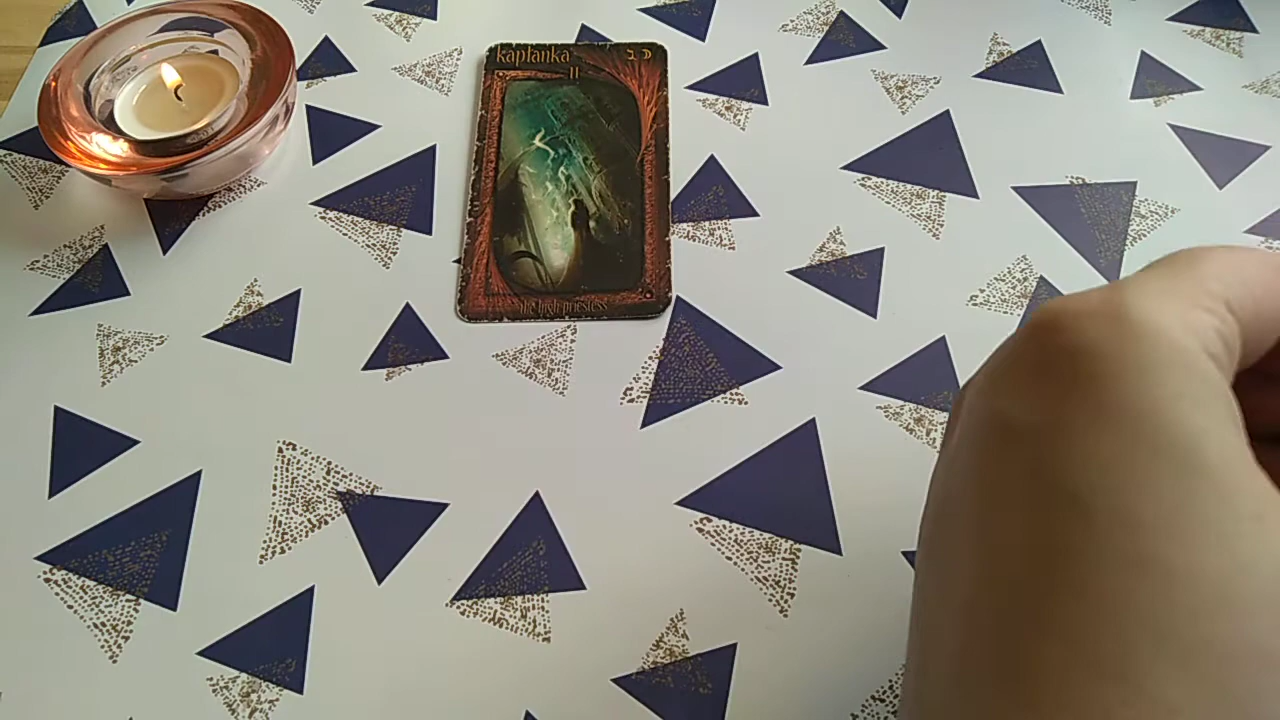 kapłanka ב ☽
II
the high priestess